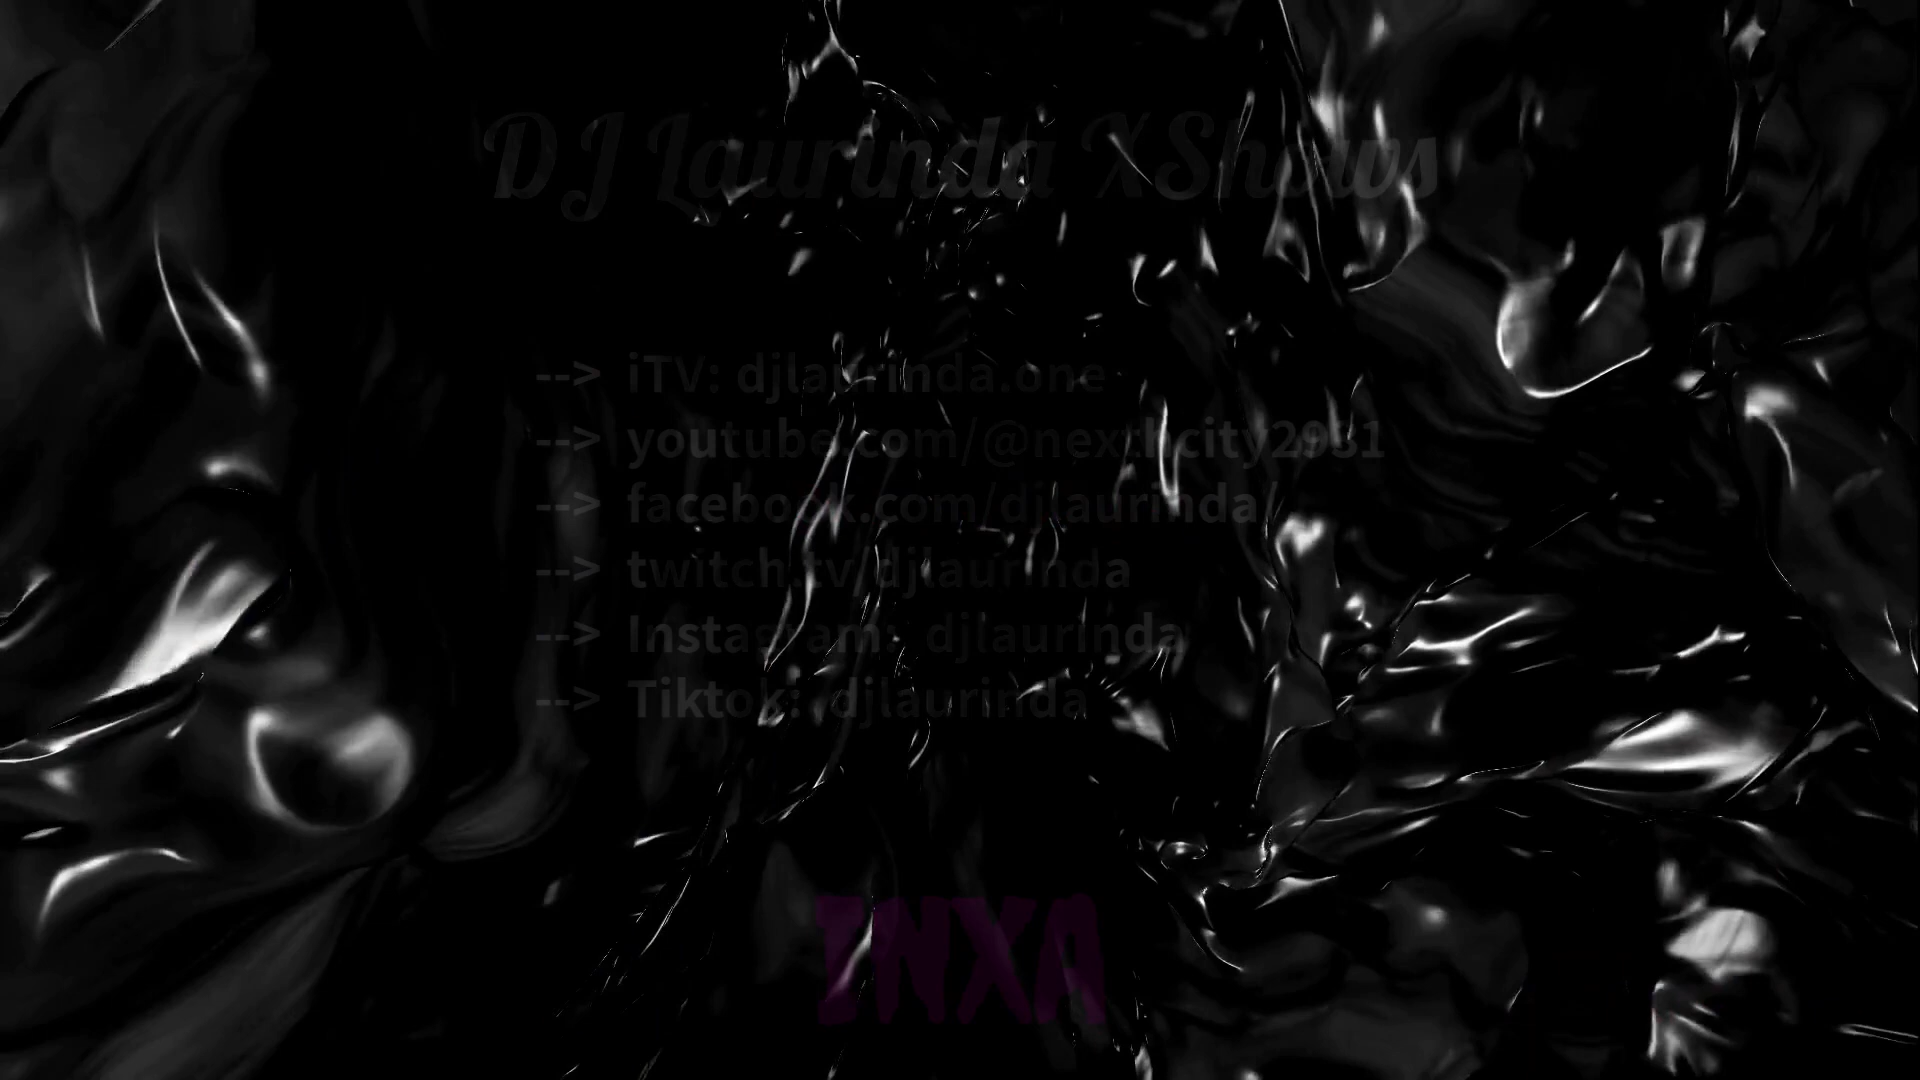 DJ Laurinda XShows
--> iTV: djlaurinda.one
--> youtube.com/@nexthcity2951
--> facebook.com/djlaurinda/
--> twitch.tv/djlaurinda
--> Instagram: djlaurinda
--> Tiktok: djlaurinda
INXA